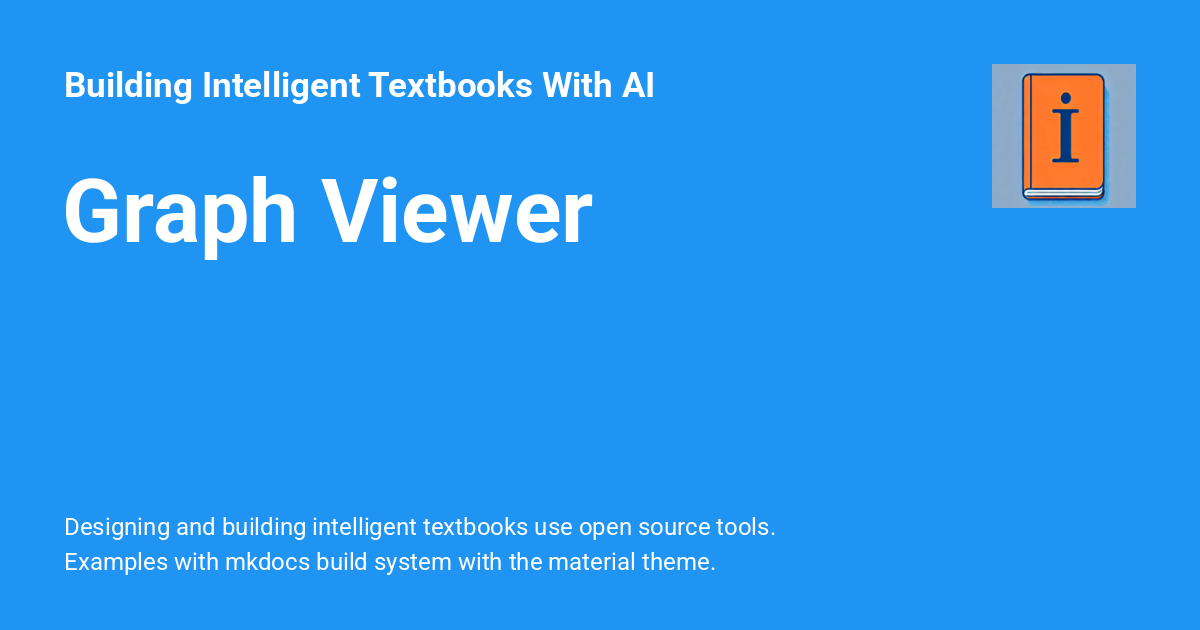 Building Intelligent Textbooks With AI
i
Graph Viewer
Designing and building intelligent textbooks use open source tools.
Examples with mkdocs build system with the material theme.